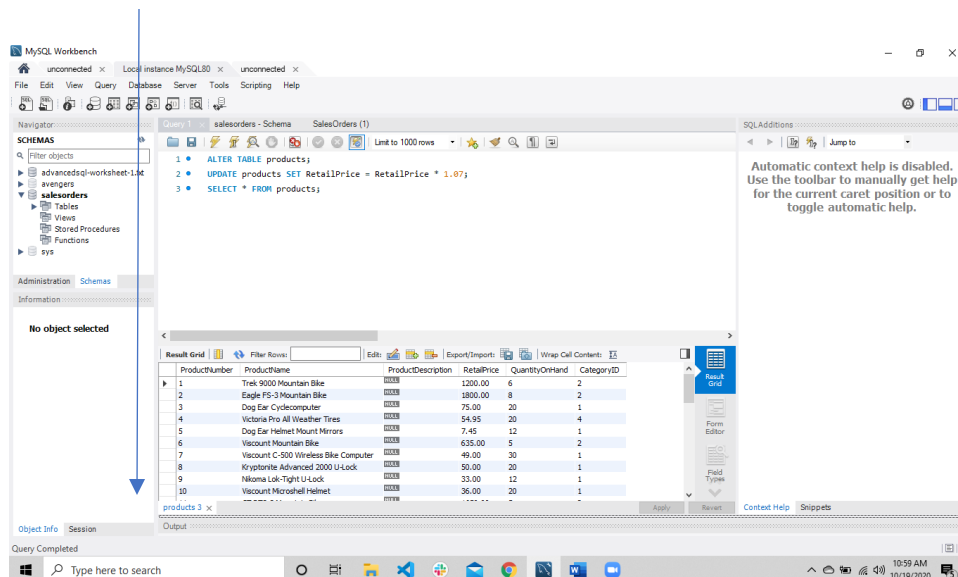 MySQL Workbench
unconnected × Local instance MySQL80 × unconnected ×
File Edit View Query Database Server Tools Scripting Help
Navigator
Query 1 × salesorders - Schema SalesOrders (1)
SQLAdditions
SCHEMAS
Limit to 1000 rows
Jump to
Filter objects
advancedsql-worksheet-1.txt
avengers
salesorders
Tables
Views
Stored Procedures
Functions
sys
1 ALTER TABLE products;
2 UPDATE products SET RetailPrice = RetailPrice * 1.07;
3 SELECT * FROM products;
Automatic context help is disabled.
Use the toolbar to manually get help
for the current caret position or to
toggle automatic help.
Administration Schemas
Information
No object selected
Result Grid Filter Rows: Edit: Export/Import: Wrap Cell Content:
ProductNumber ProductName ProductDescription RetailPrice QuantityOnHand CategoryID
1 Trek 9000 Mountain Bike NULL 1200.00 6 2
2 Eagle FS-3 Mountain Bike NULL 1800.00 8 2
3 Dog Ear Cyclecomputer NULL 75.00 20 1
4 Victoria Pro All Weather Tires NULL 54.95 20 4
5 Dog Ear Helmet Mount Mirrors NULL 7.45 12 1
6 Viscount Mountain Bike NULL 635.00 5 2
7 Viscount C-500 Wireless Bike Computer NULL 49.00 30 1
8 Kryptonite Advanced 2000 U-Lock NULL 50.00 20 1
9 Nikoma Lok-Tight U-Lock NULL 33.00 12 1
10 Viscount Microshell Helmet NULL 36.00 20 1
Result
Grid
Form
Editor
Field
Types
products 3 × Apply Revert
Context Help Snippets
Object Info Session
Output
Query Completed
Type here to search
10:59 AM
10/19/2020